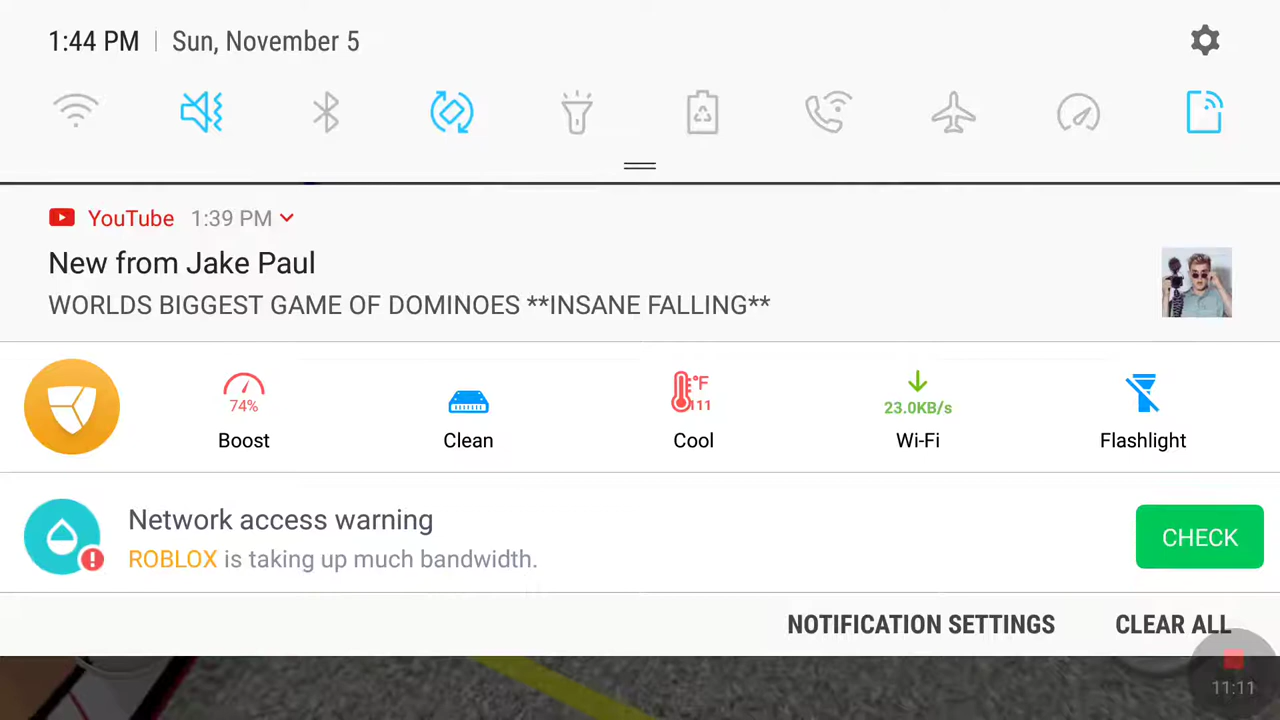 1:44 PM | Sun, November 5
YouTube 1:39 PM
New from Jake Paul
WORLDS BIGGEST GAME OF DOMINOES **INSANE FALLING**
74% °F 111 23.0KB/s
Boost Clean Cool Wi-Fi Flashlight
Network access warning
ROBLOX is taking up much bandwidth.
CHECK
NOTIFICATION SETTINGS CLEAR ALL
11:11